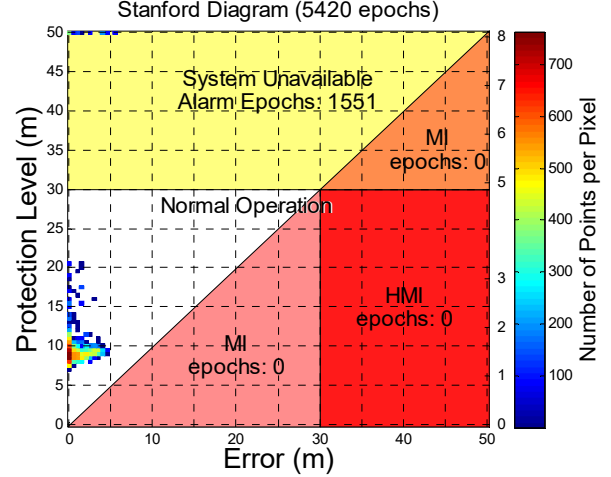 Stanford Diagram (5420 epochs)
Protection Level (m)
50
45
40
35
30
25
20
15
10
5
0
System Unavailable
Alarm Epochs: 1551
MI
epochs: 0
Normal Operation
HMI
epochs: 0
MI
epochs: 0
8
7
6
5
3
2
1
0
0
10
20
30
40
50
Error (m)
700
600
500
400
300
200
100
Number of Points per Pixel